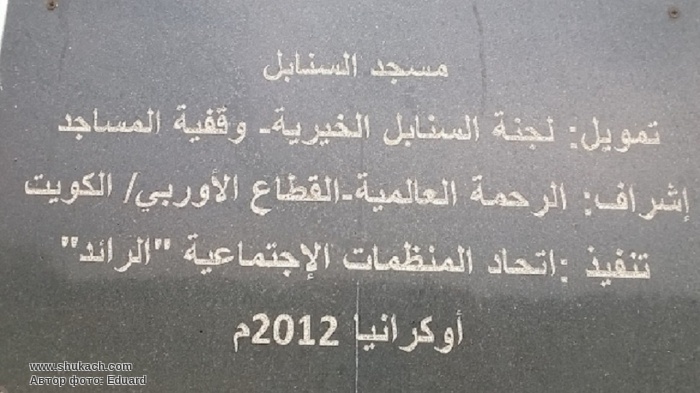 مسجد السنابل
تمويل: لجنة السنابل الخيرية- وقفية المساجد
إشراف: الرحمة العالمية-القطاع الأوربي/ الكويت
تنفيذ :اتحاد المنظمات الإجتماعية "الرائد"
أوكرانيا 2012م
www.shukach.com
Автор фото: Eduard